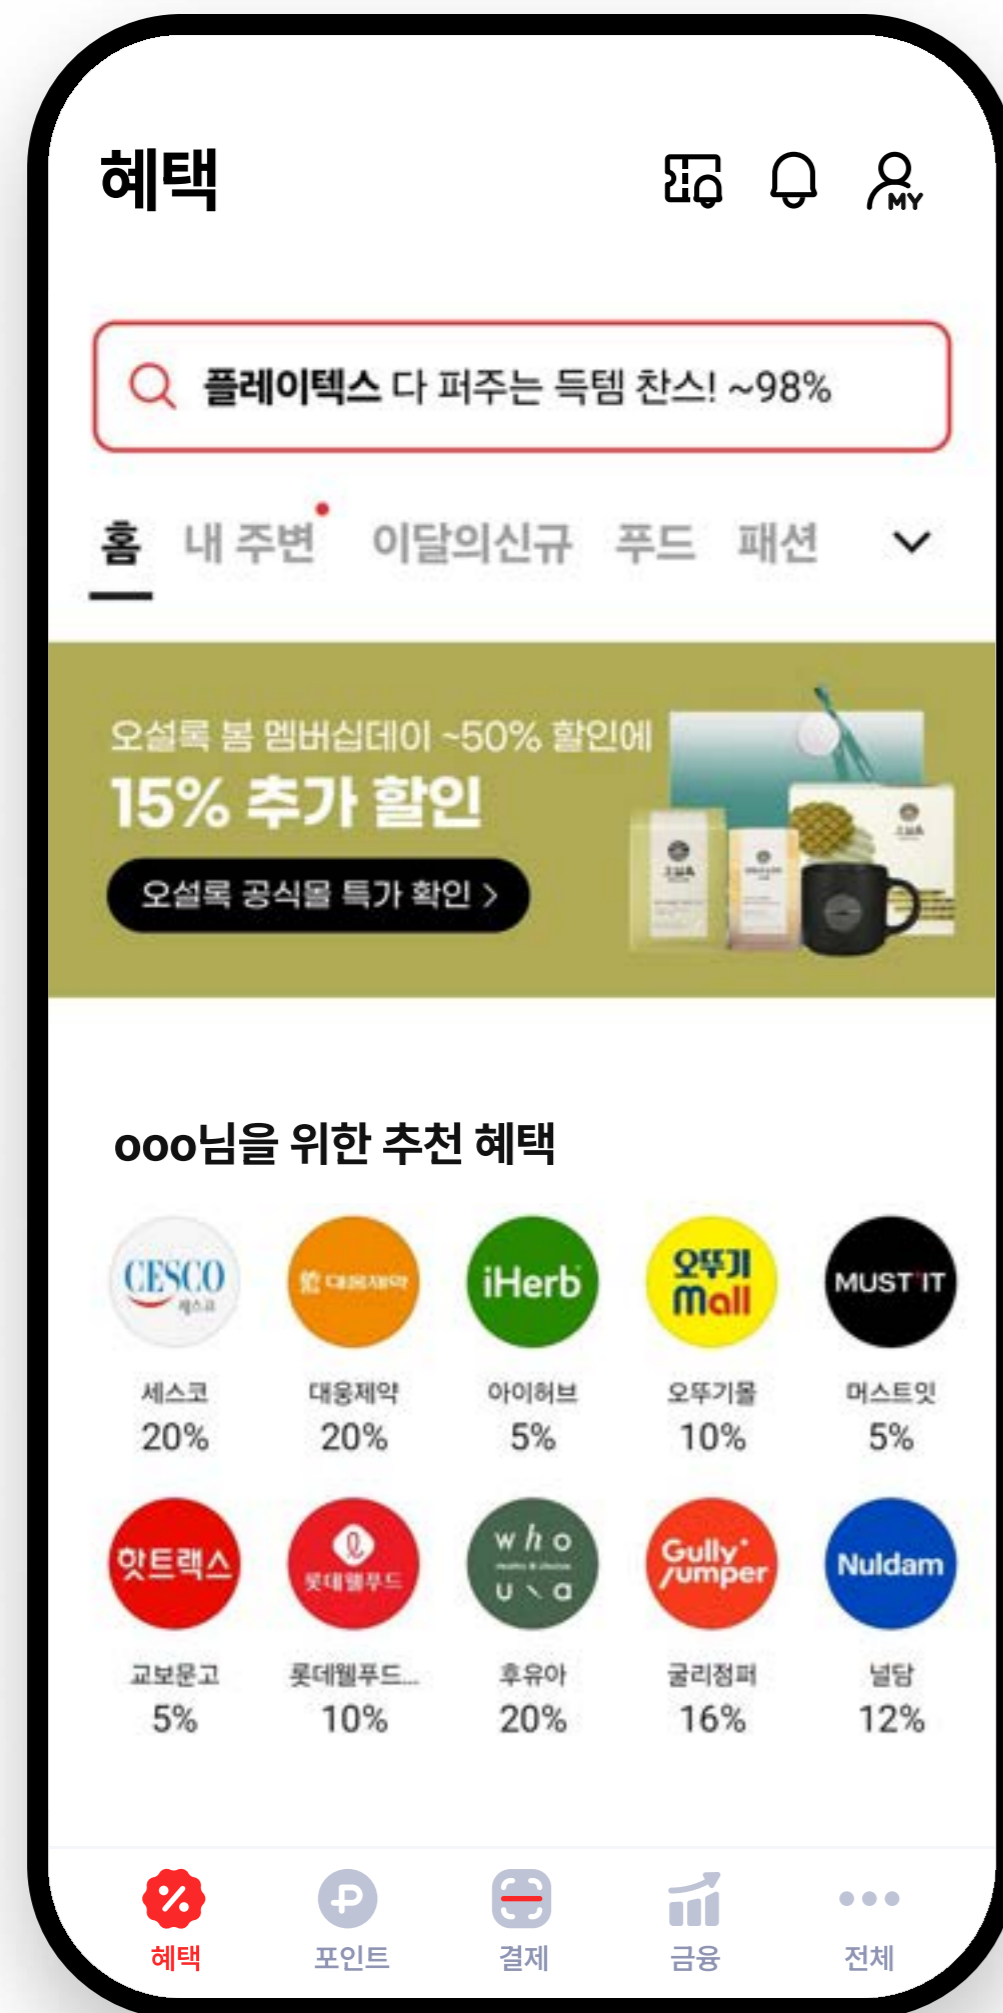 혜택
MY
플레이텍스 다 퍼주는 득템 찬스! ~98%
홈 내 주변 이달의신규 푸드 패션
오설록 봄 멤버십데이 ~50% 할인에
15% 추가 할인
오설록 공식몰 특가 확인 >
ooo님을 위한 추천 혜택
CESCO
세스코
대웅제약
iHerb
오뚜기
Mall
MUST'IT
세스코 대웅제약 아이허브 오뚜기몰 머스트잇
20% 20% 5% 10% 5%
핫트랙스
롯데웰푸드
who
u\a
Gully
Jumper
Nuldam
교보문고 롯데웰푸드... 후유아 굴리점퍼 널담
5% 10% 20% 16% 12%
혜택 포인트 결제 금융 전체